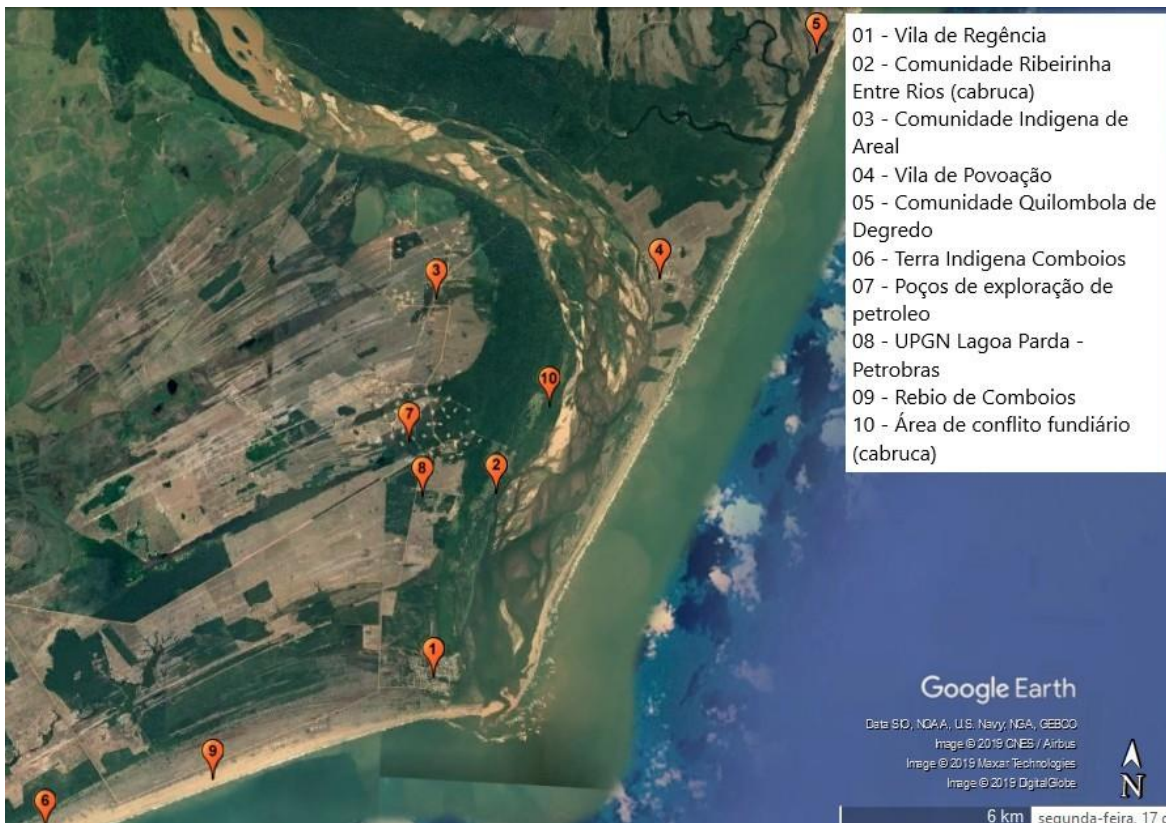 5
01 - Vila de Regência
02 - Comunidade Ribeirinha
Entre Rios (cabruca)
03 - Comunidade Indigena de
Areal
04 - Vila de Povoação
05 - Comunidade Quilombola de
Degredo
06 - Terra Indigena Comboios
07 - Poços de exploração de
petroleo
08 - UPGN Lagoa Parda -
Petrobras
09 - Rebio de Comboios
10 - Área de conflito fundiário
(cabruca)
4
3
10
7
8
2
1
9
6
Google Earth
Data SIO, NOAA, U.S. Navy, NGA, GEBCO
Image © 2019 CNES / Airbus
Image © 2019 Maxar Technologies
Image © 2019 DigitalGlobe
N
6 km
segunda-feira, 17